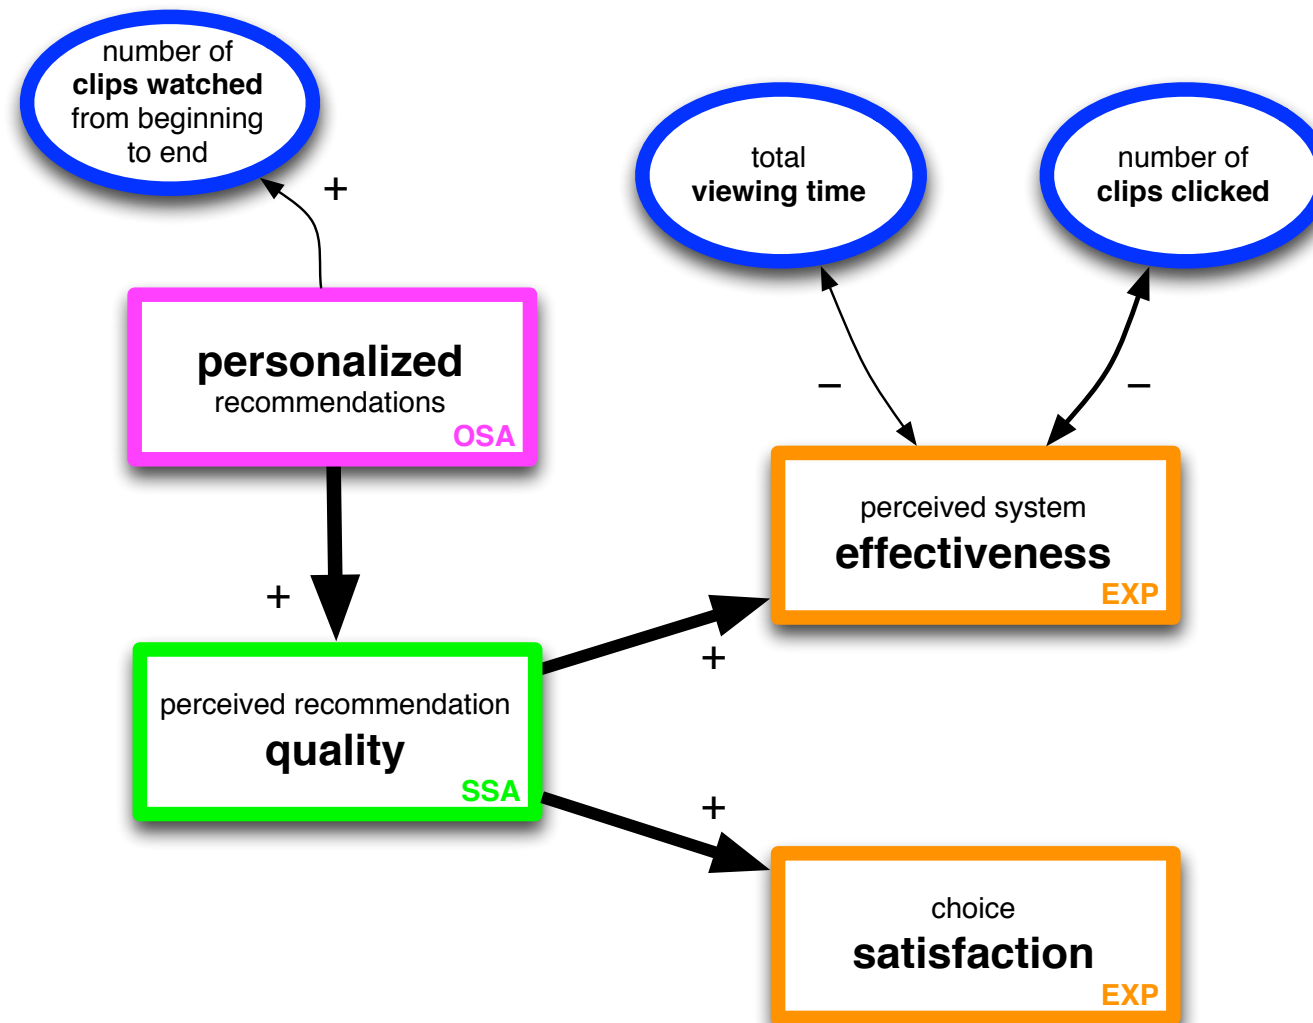 number of
clips watched
from beginning
to end
+
total
viewing time
number of
clips clicked
personalized
recommendations
OSA
–
–
perceived system
effectiveness
EXP
+
+
perceived recommendation
quality
SSA
+
choice
satisfaction
EXP